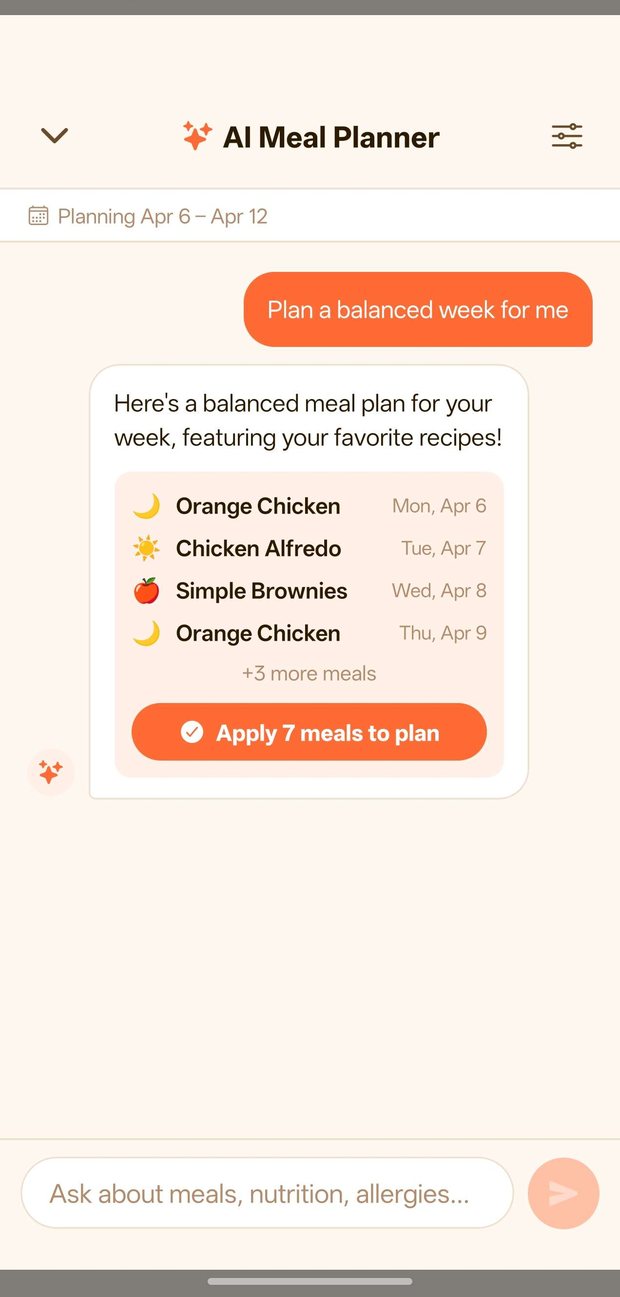 AI Meal Planner
Planning Apr 6 – Apr 12
Plan a balanced week for me
Here's a balanced meal plan for your
week, featuring your favorite recipes!
Orange Chicken Mon, Apr 6
Chicken Alfredo Tue, Apr 7
Simple Brownies Wed, Apr 8
Orange Chicken Thu, Apr 9
+3 more meals
Apply 7 meals to plan
Ask about meals, nutrition, allergies...